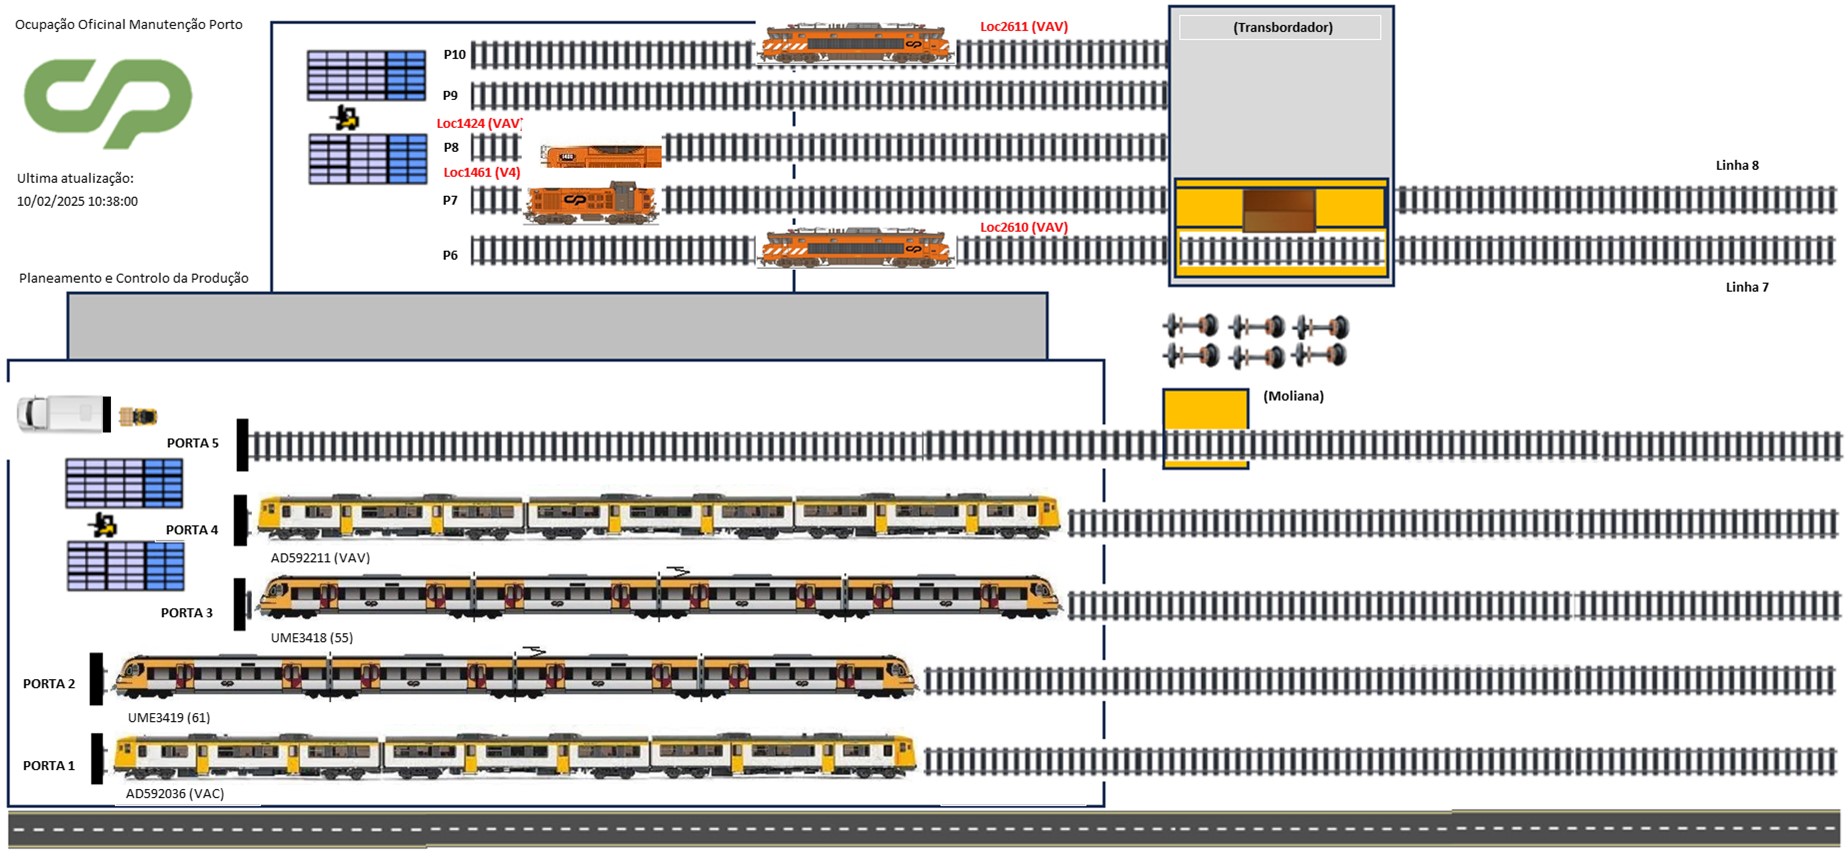 Ocupação Oficinal Manutenção Porto
Ultima atualização:
10/02/2025 10:38:00
Planeamento e Controlo da Produção
Loc2611 (VAV)
P10
P9
Loc1424 (VAV)
P8
Loc1461 (V4)
P7
Loc2610 (VAV)
P6
(Transbordador)
Linha 8
Linha 7
(Moliana)
PORTA 5
PORTA 4
AD592211 (VAV)
PORTA 3
UME3418 (55)
PORTA 2
UME3419 (61)
PORTA 1
AD592036 (VAC)